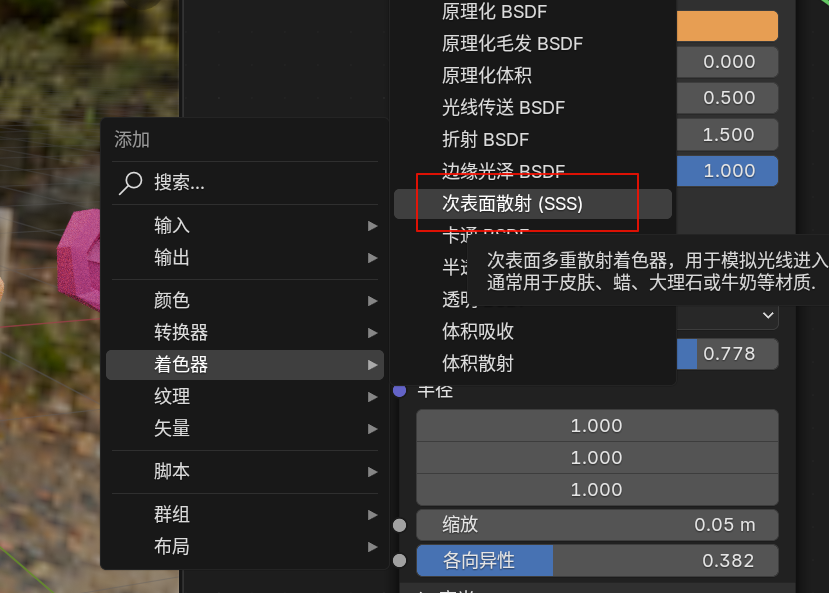 原理化 BSDF
原理化毛发 BSDF
原理化体积
光线传送 BSDF
折射 BSDF
边缘光泽 BSDF
次表面散射 (SSS)
卡通 BSDF
次表面多重散射着色器，用于模拟光线进入
通常用于皮肤、蜡、大理石或牛奶等材质.
透明
体积吸收
体积散射
添加
搜索...
输入
输出
颜色
转换器
着色器
纹理
矢量
脚本
群组
布局
0.000
0.500
1.500
1.000
0.778
半径
1.000
1.000
1.000
缩放 0.05 m
各向异性 0.382